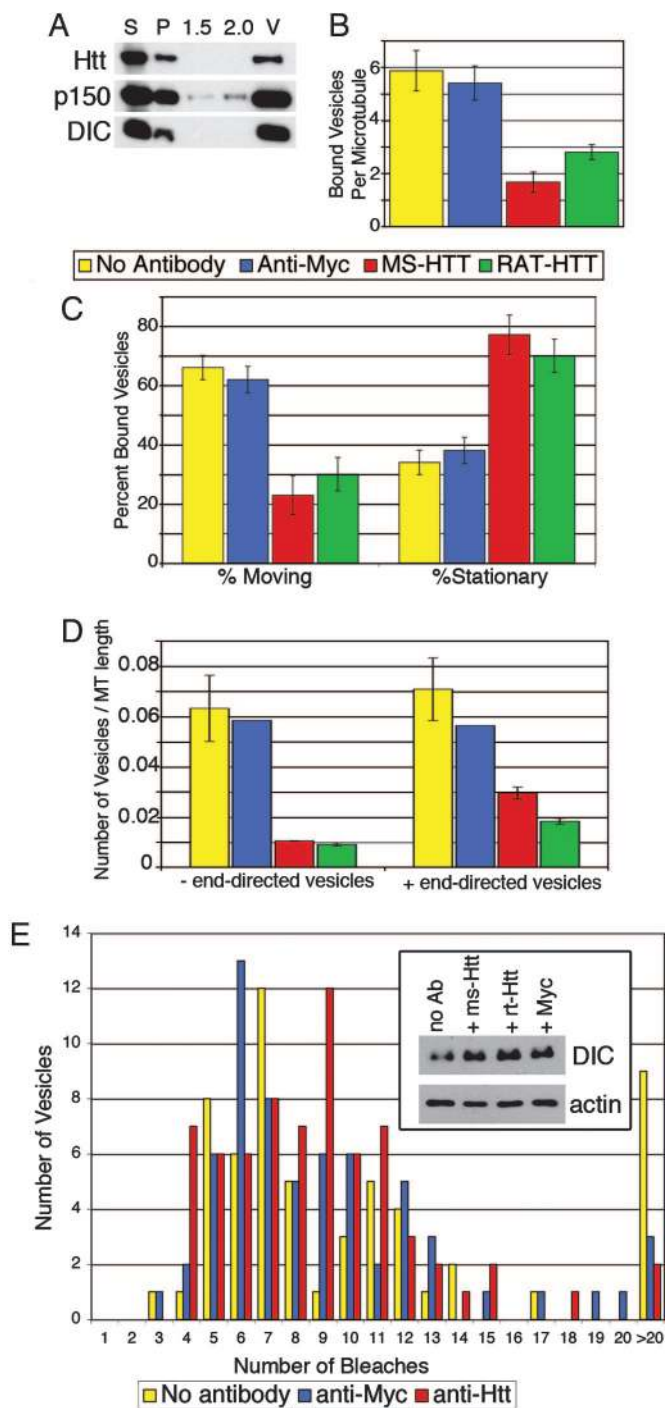 A
S P 1.5 2.0 V
Htt
p150
DIC
B
Bound Vesicles
Per Microtubule
6
4
2
0
No Antibody Anti-Myc MS-HTT RAT-HTT
C
Percent Bound Vesicles
80
60
40
20
0
% Moving %Stationary
D
Number of Vesicles / MT length
0.08
0.06
0.04
0.02
0
- end-directed vesicles + end-directed vesicles
E
Number of Vesicles
14
12
10
8
6
4
2
0
no Ab + ms-Htt + rt-Htt + Myc
DIC
actin
1 2 3 4 5 6 7 8 9 10 11 12 13 14 15 16 17 18 19 20 >20
Number of Bleaches
No antibody anti-Myc anti-Htt